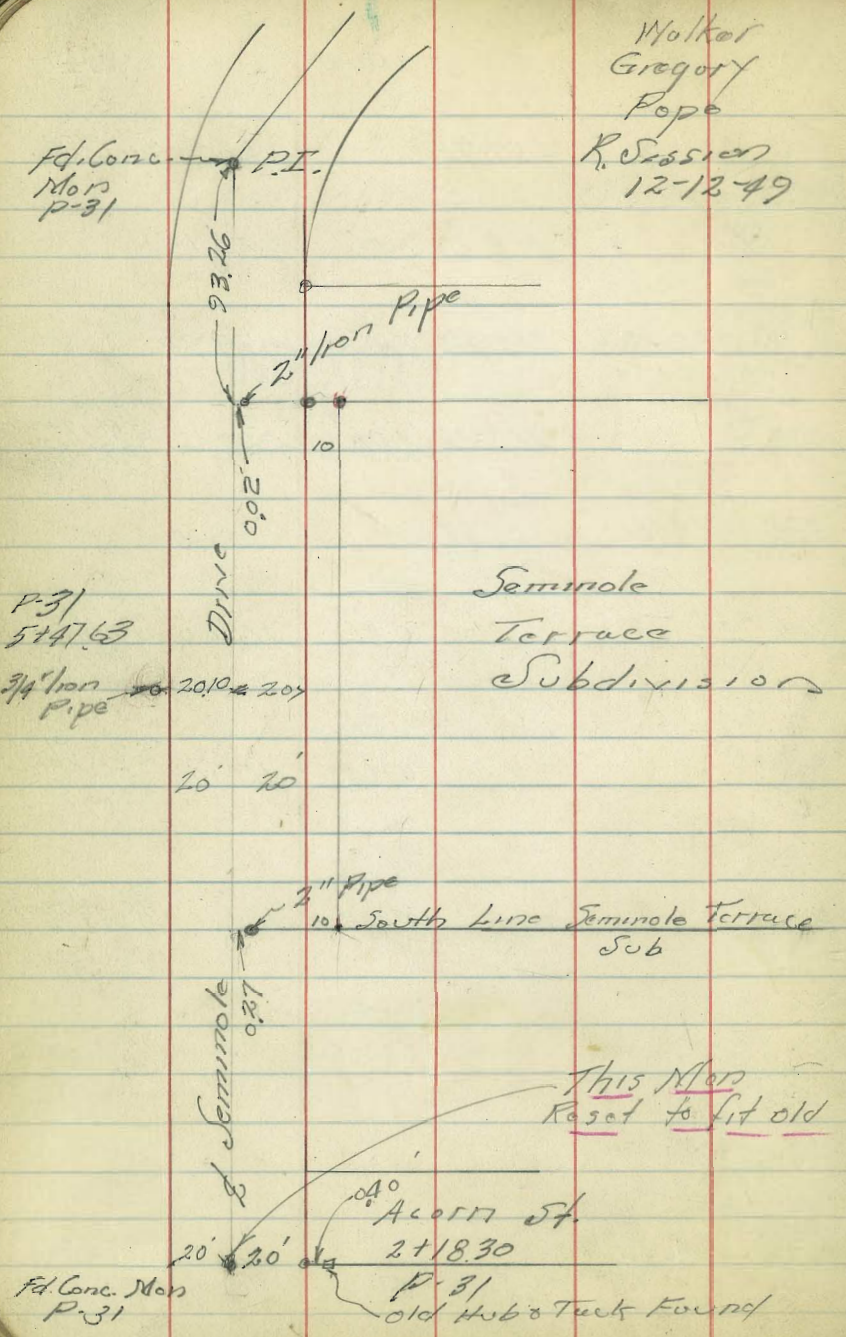 Walker
Gregory
Pope
R. Session
12-12-49
Fd. Conc.
Mon
P-31
P.I.
93.26
2" Iron Pipe
10
0.02'
Drive
P-31
5+47.63
3/4" Iron
Pipe
20.10
20
Seminole
Terrace
Subdivision
20'
20'
2" Pipe
10
South Line Seminole Terrace
Sub
0.27
℄ Seminole
This Mon
Reset to fit old
0.40'
Acorn St.
2+18.30
P-31
20'
20'
Fd. Conc. Mon
P-31
Old Hub & Tack Found